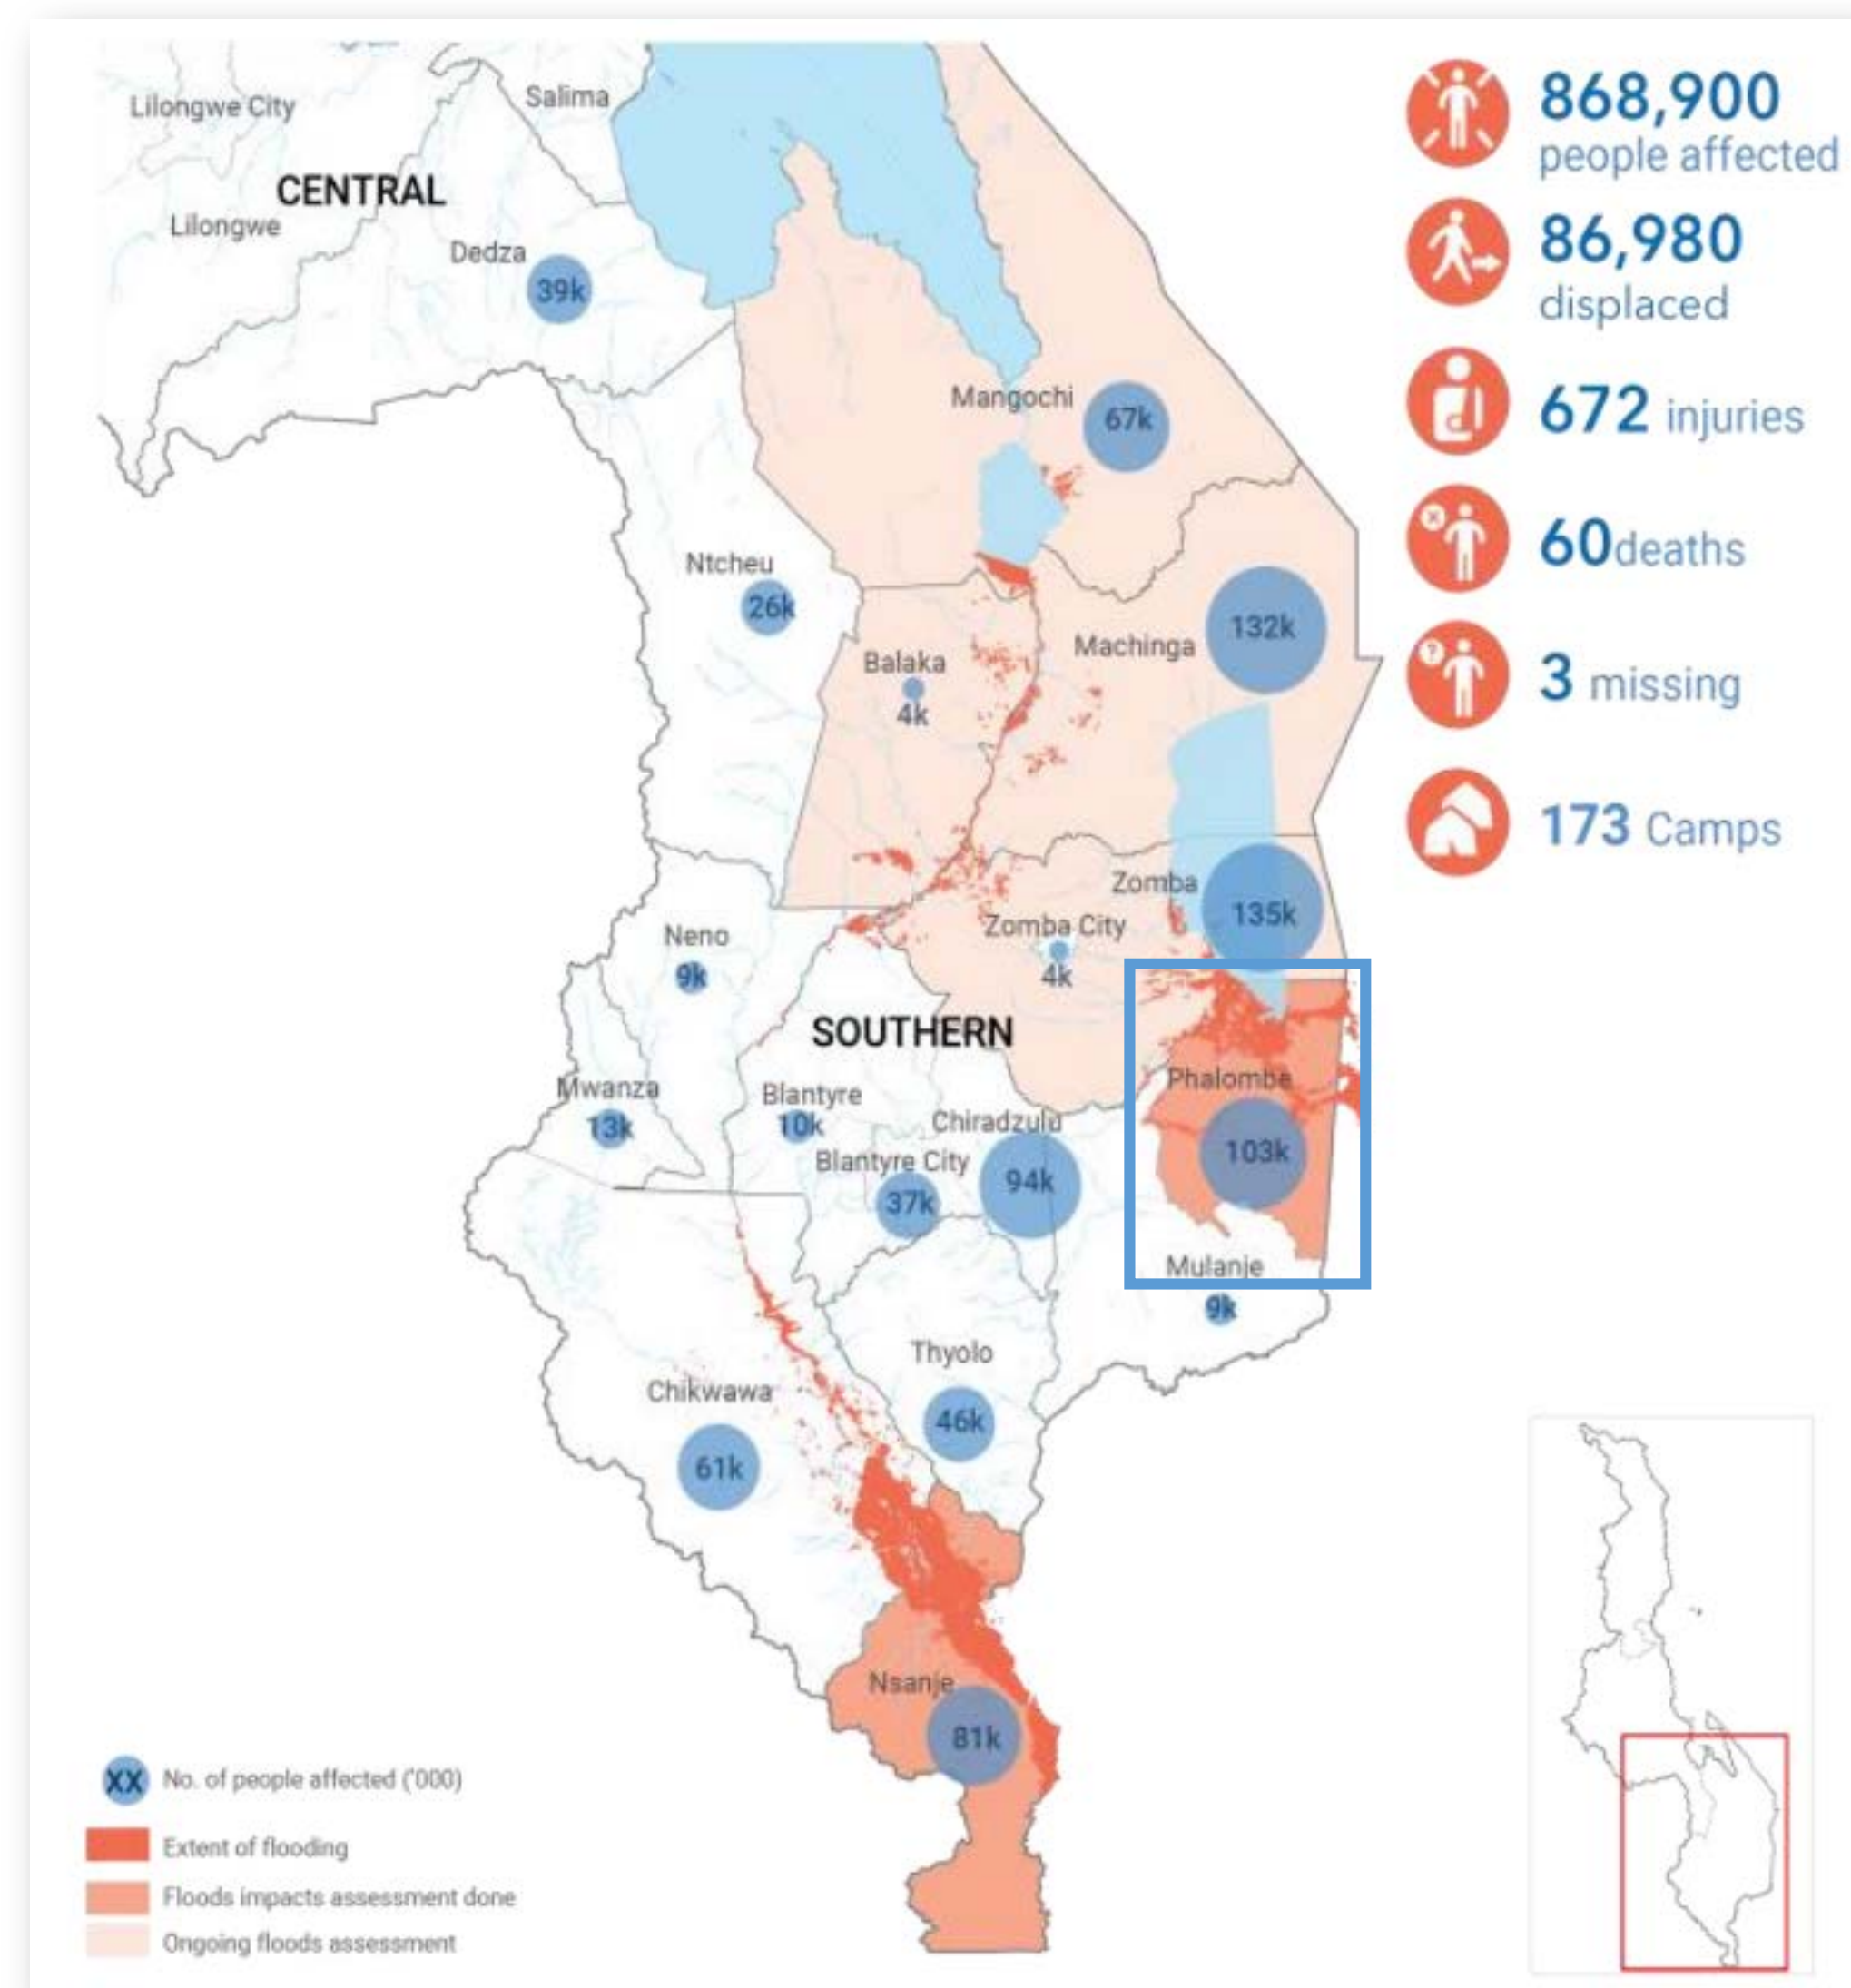 Lilongwe City
Salima
CENTRAL
Lilongwe
Dedza
39k
Mangochi
67k
Ntcheu
26k
Balaka
4k
Machinga
132k
Zomba
135k
Zomba City
4k
Neno
9k
SOUTHERN
Mwanza
13k
Blantyre
10k
Blantyre City
37k
Chiradzulu
94k
Phalombe
103k
Mulanje
9k
Thyolo
46k
Chikwawa
61k
Nsanje
81k
868,900
people affected
86,980
displaced
672 injuries
60deaths
3 missing
173 Camps
XX No. of people affected ('000)
Extent of flooding
Floods impacts assessment done
Ongoing floods assessment